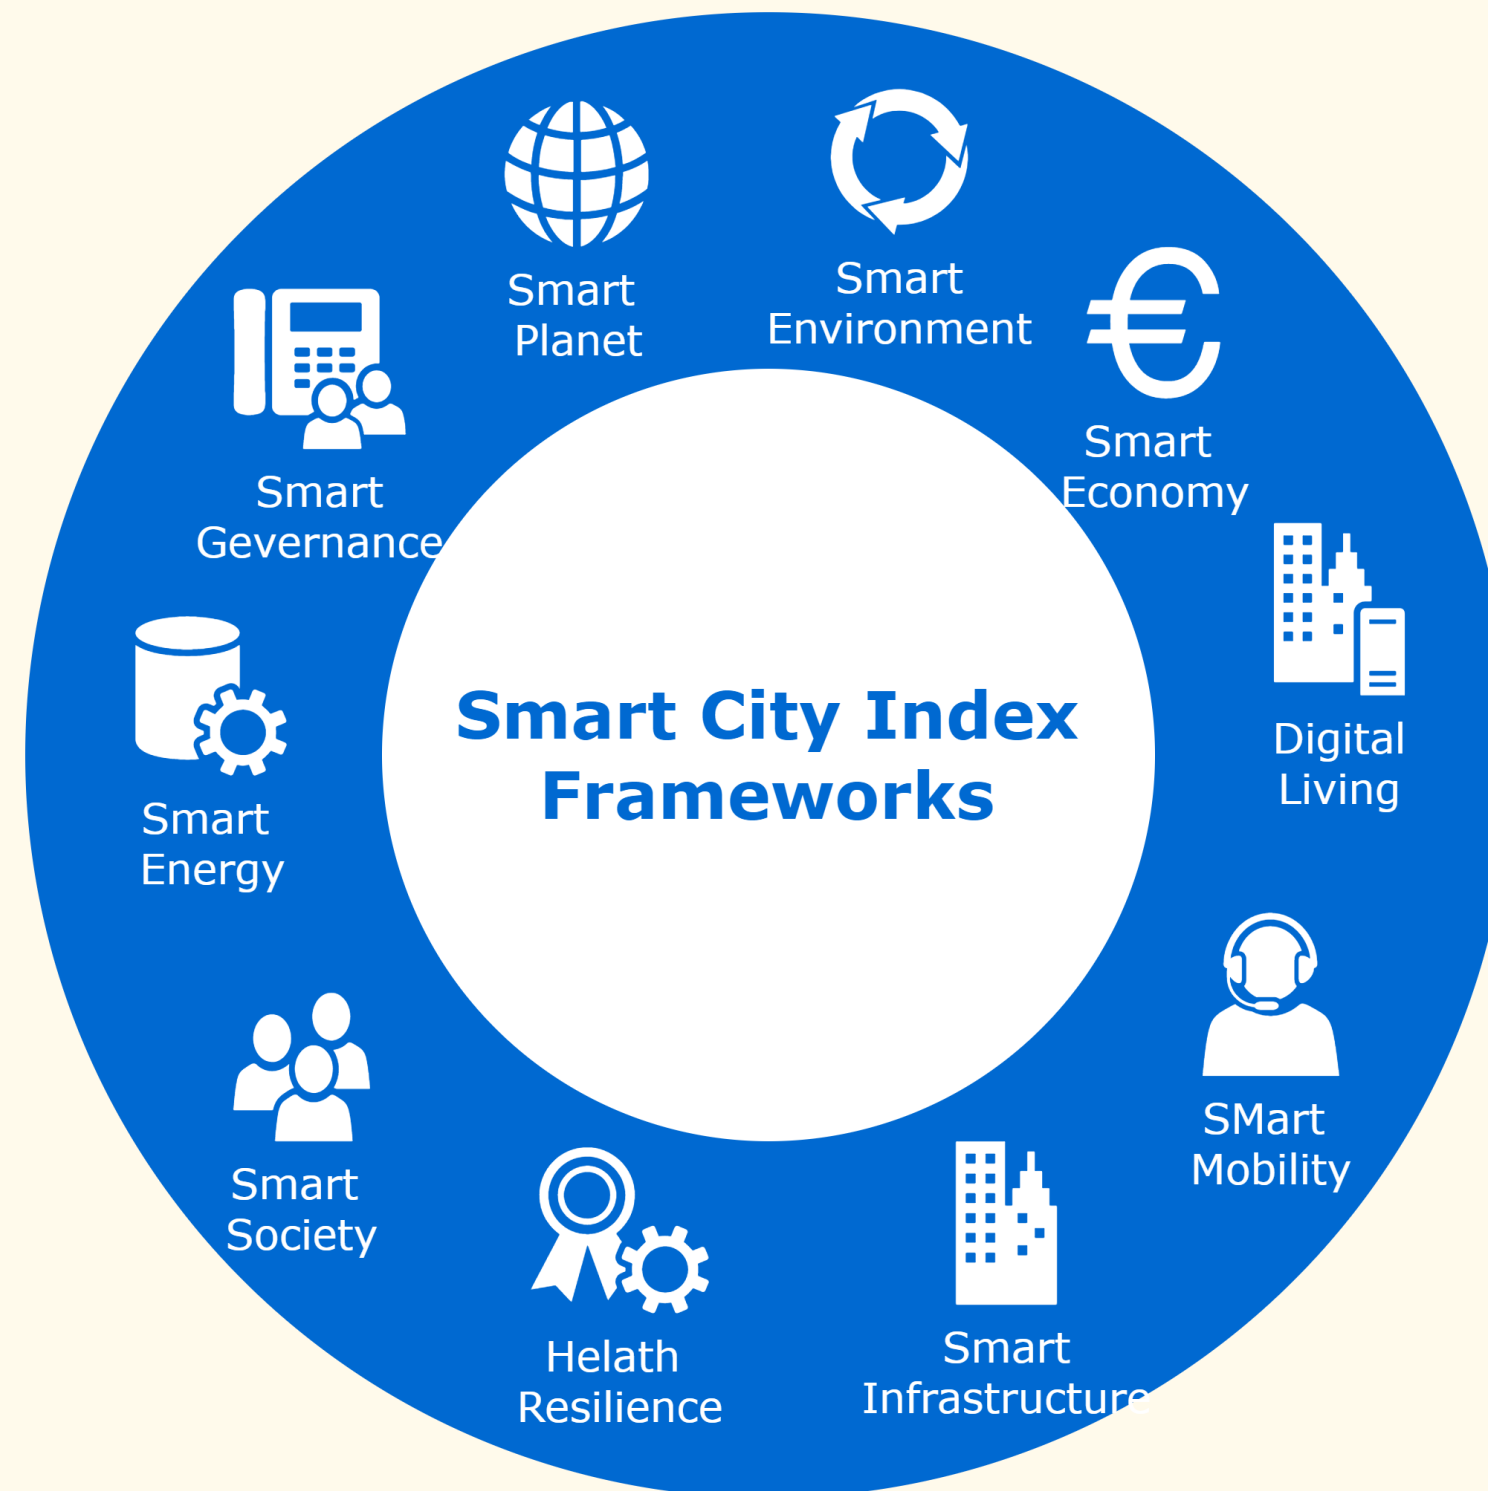 Smart
Planet
Smart
Environment
Smart
Economy
Smart
Gevernance
Digital
Living
Smart City Index
Frameworks
Smart
Energy
SMart
Mobility
Smart
Society
Helath
Resilience
Smart
Infrastructure